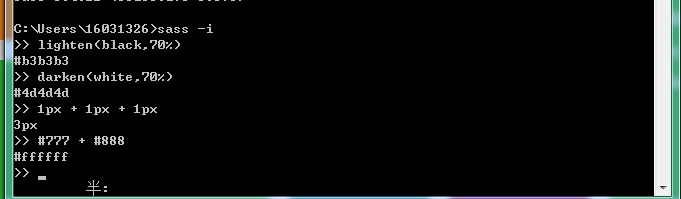 C:\Users\16031326>sass -i
>> lighten(black,70%)
#b3b3b3
>> darken(white,70%)
#4d4d4d
>> 1px + 1px + 1px
3px
>> #777 + #888
#ffffff
>> _
半: